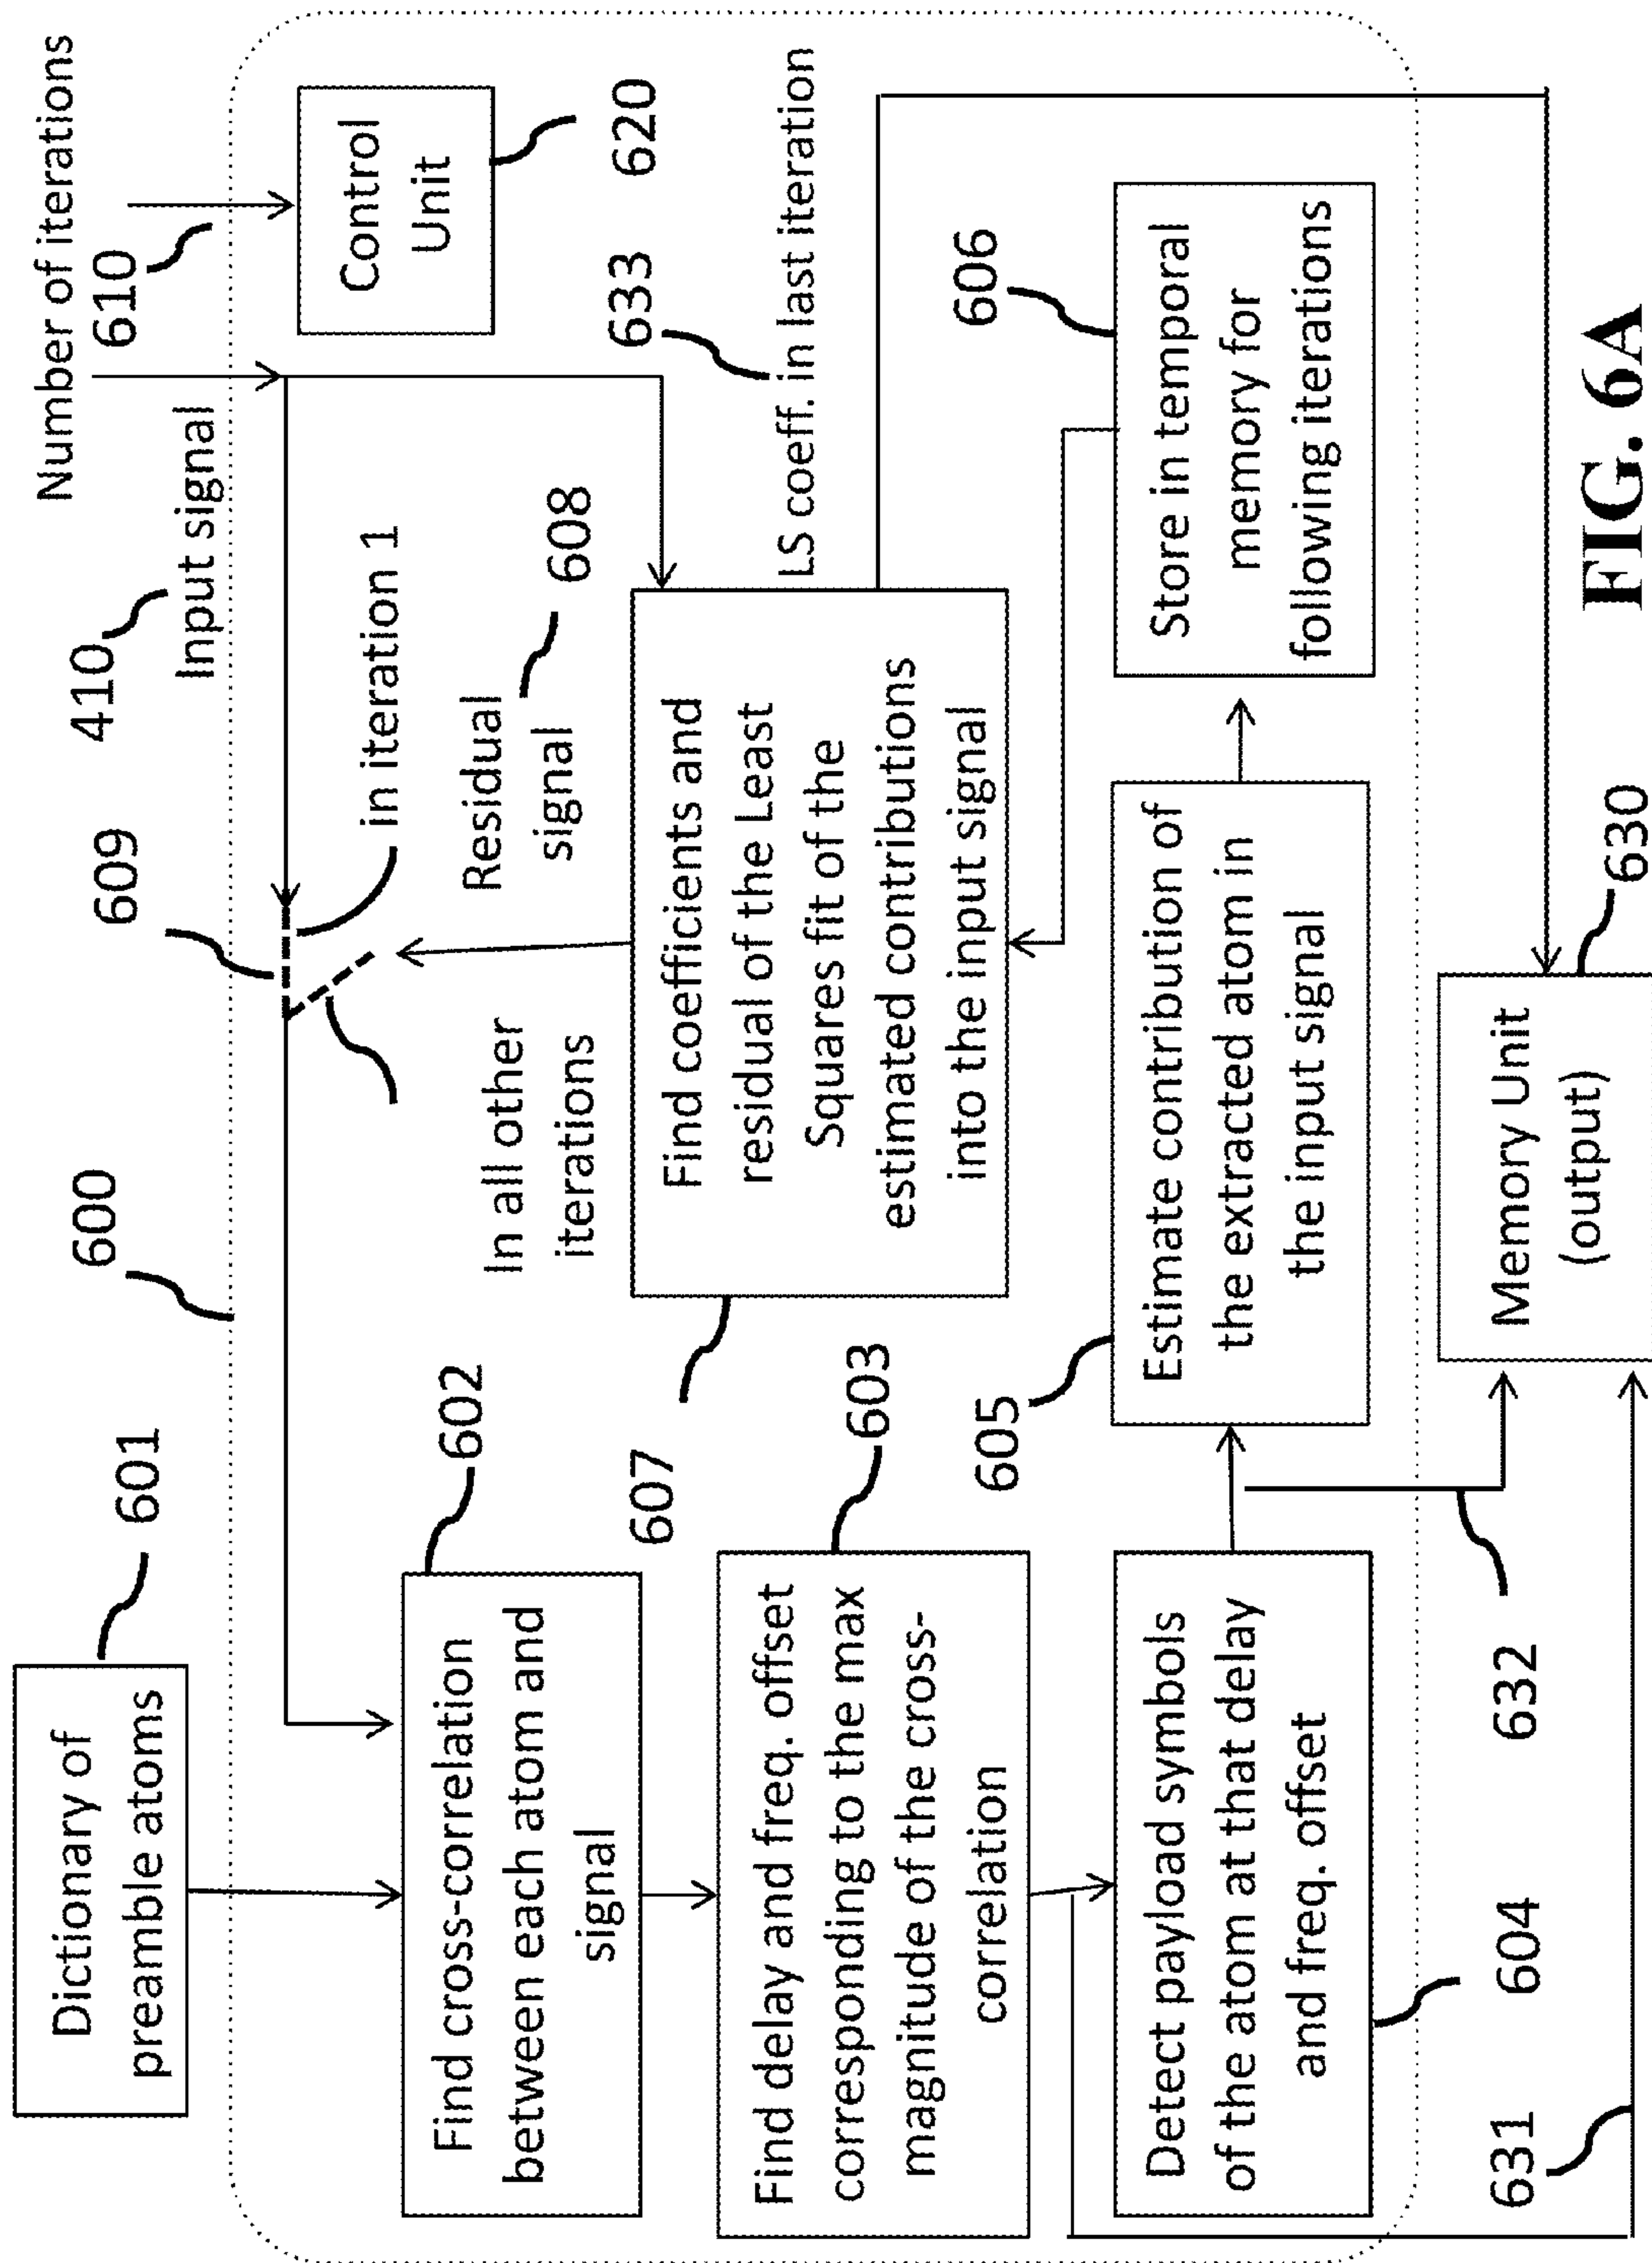 Dictionary of
preamble atoms
601
600
609
410
Input signal
Number of iterations
610
Control
Unit
620
in iteration 1
Residual
signal
608
In all other
iterations
602
Find cross-correlation
between each atom and
signal
607
Find coefficients and
residual of the Least
Squares fit of the
estimated contributions
into the input signal
633
LS coeff. in last iteration
603
Find delay and freq. offset
corresponding to the max
magnitude of the cross-
correlation
605
606
Detect payload symbols
of the atom at that delay
and freq. offset
Estimate contribution of
the extracted atom in
the input signal
Store in temporal
memory for
following iterations
631
604
632
Memory Unit
(output)
630
FIG. 6A